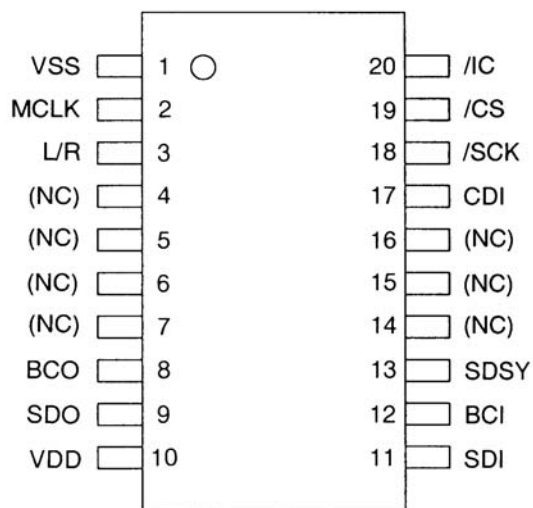 VSS 1 20 /IC
MCLK 2 19 /CS
L/R 3 18 /SCK
(NC) 4 17 CDI
(NC) 5 16 (NC)
(NC) 6 15 (NC)
(NC) 7 14 (NC)
BCO 8 13 SDSY
SDO 9 12 BCI
VDD 10 11 SDI